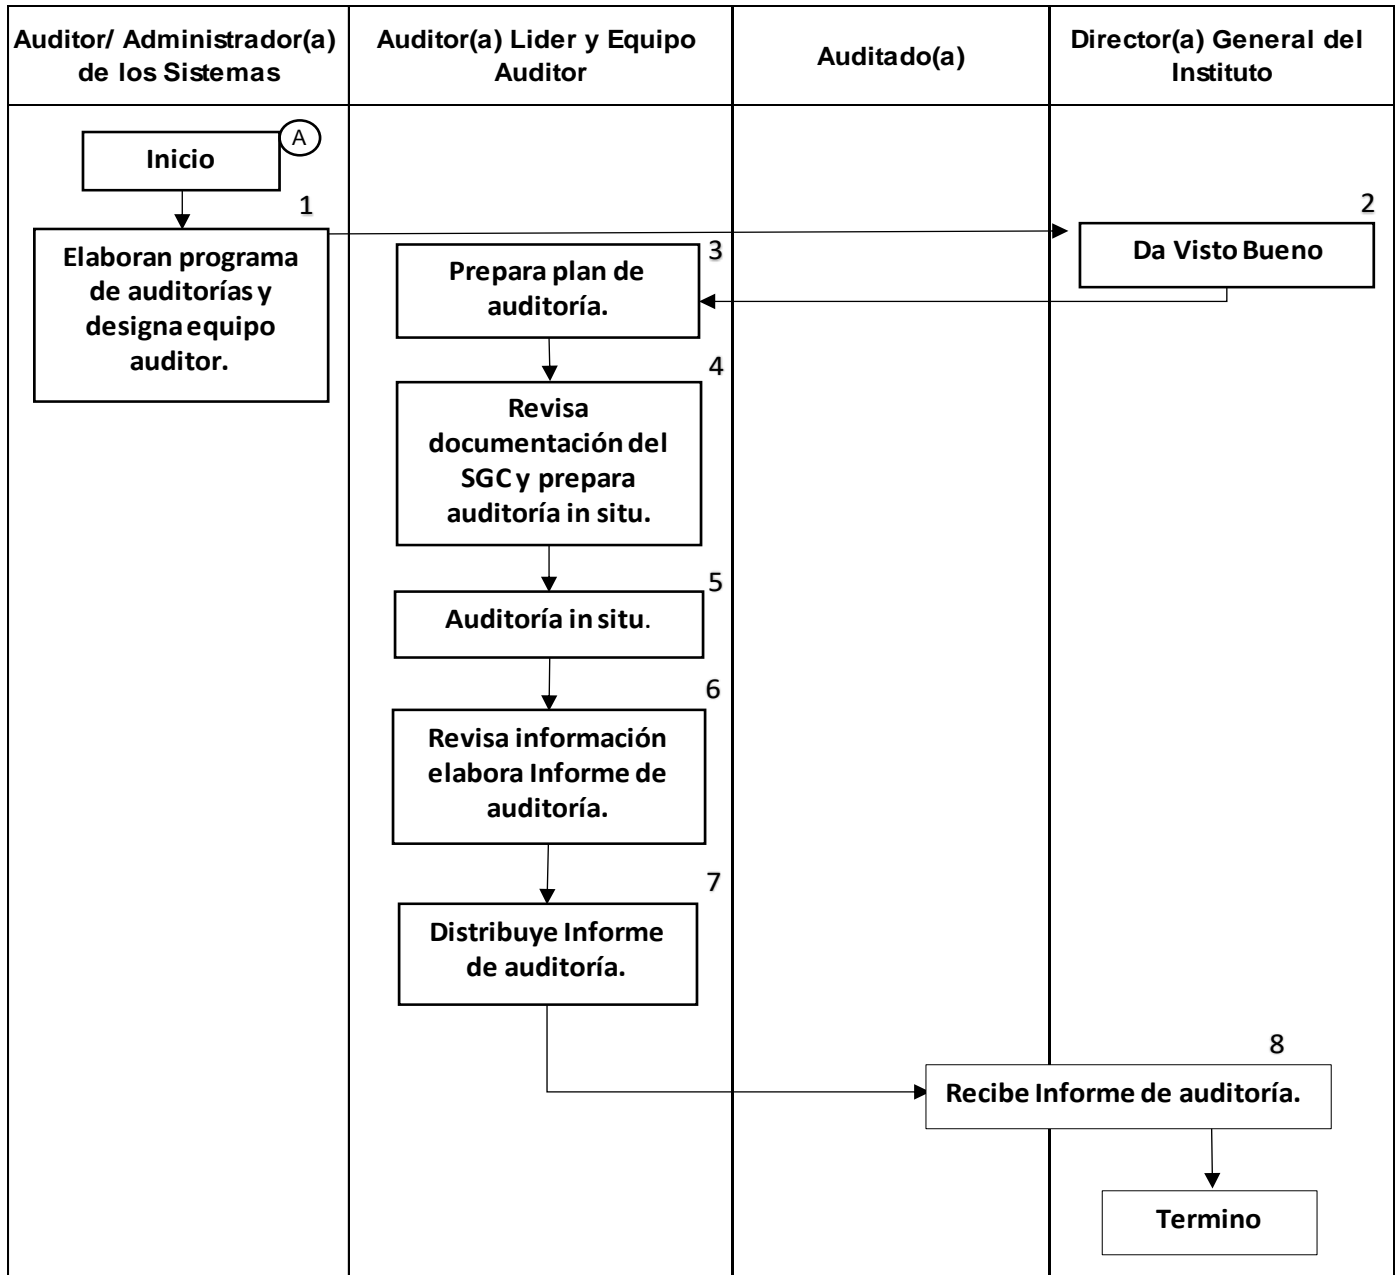 Auditor/ Administrador(a)
de los Sistemas
Auditor(a) Lider y Equipo
Auditor
Auditado(a)
Director(a) General del
Instituto
Inicio
A
1
Elaboran programa
de auditorías y
designa equipo
auditor.
2
Da Visto Bueno
3
Prepara plan de
auditoría.
4
Revisa
documentación del
SGC y prepara
auditoría in situ.
5
Auditoría in situ.
6
Revisa información
elabora Informe de
auditoría.
7
Distribuye Informe
de auditoría.
8
Recibe Informe de auditoría.
Termino